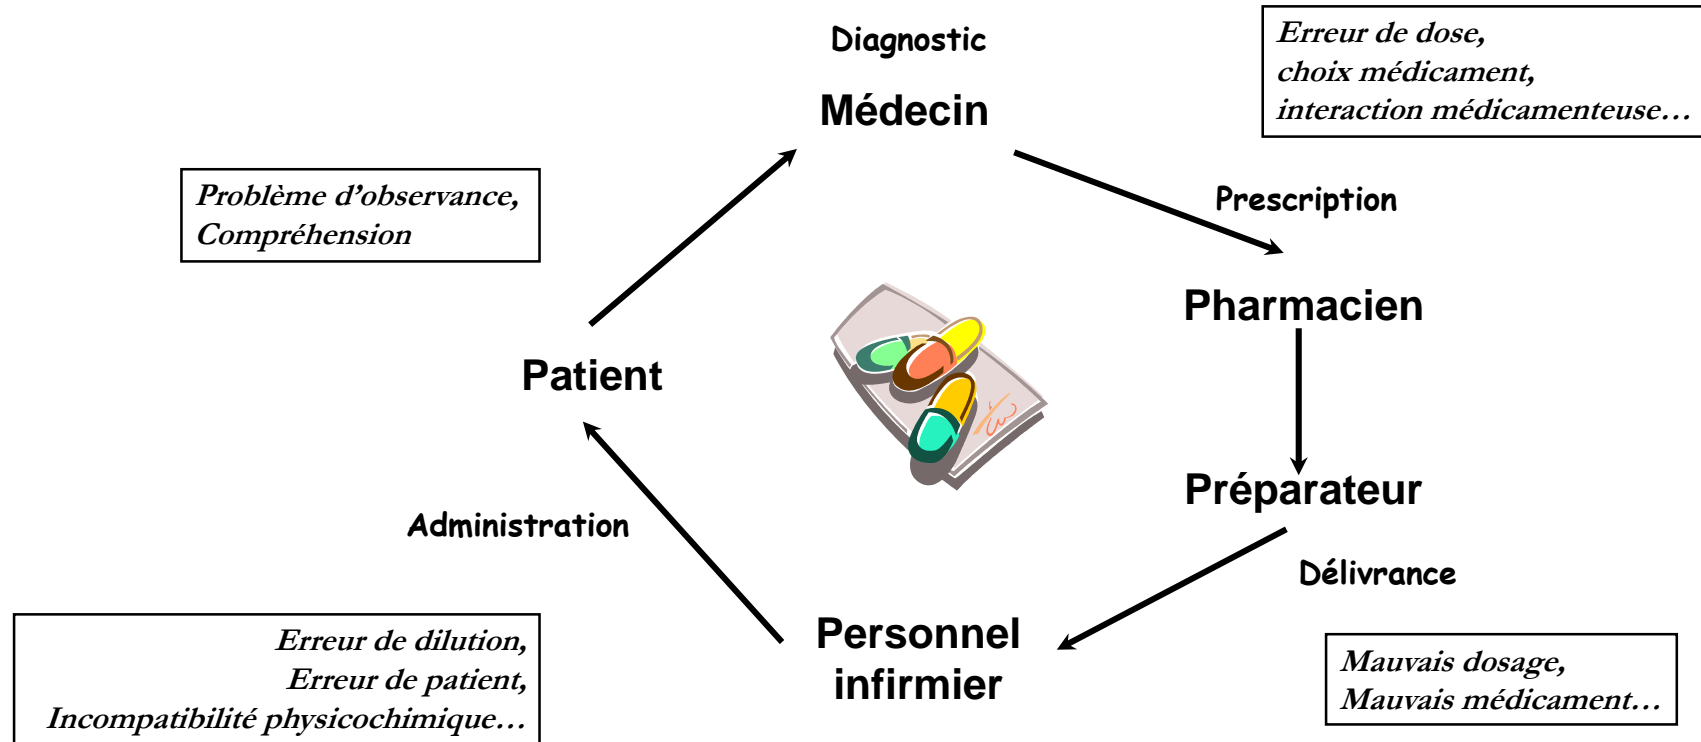 Diagnostic
Médecin
Erreur de dose,
choix médicament,
interaction médicamenteuse…
Problème d'observance,
Compréhension
Prescription
Pharmacien
Patient
Préparateur
Administration
Délivrance
Personnel
infirmier
Erreur de dilution,
Erreur de patient,
Incompatibilité physicochimique…
Mauvais dosage,
Mauvais médicament…